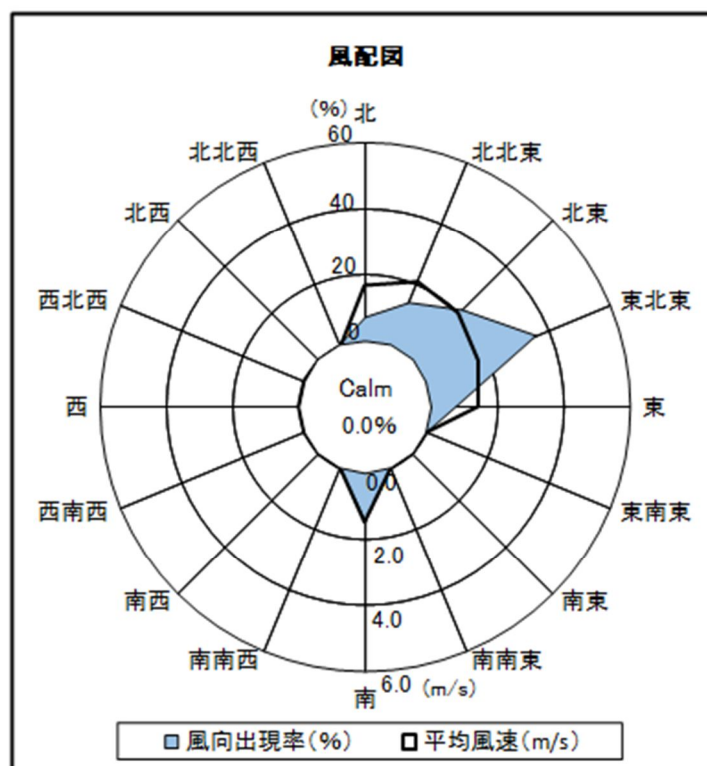 風配図
(%) 北
60
北北西
北北東
40
北西
北東
20
西北西
東北東
0
Calm
西
東
0.0%
0.0
西南西
東南東
2.0
南西
南東
4.0
南南西
南南東
南
6.0 (m/s)
風向出現率(%) 平均風速(m/s)